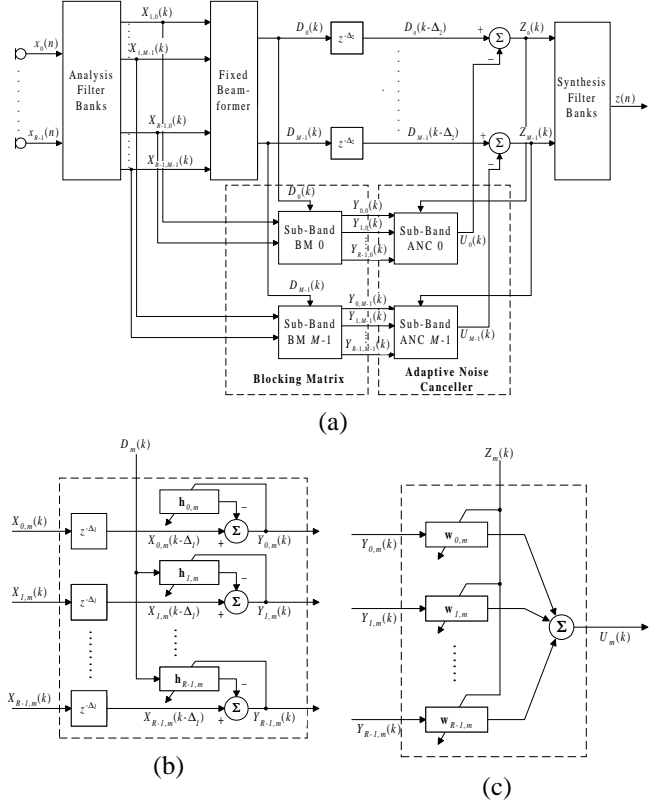 X_{1,0}(k)
D_0(k)
D_0(k-Δ_2)
Z_0(k)
x_0(n)
z^{-Δ_2}
+
Σ
−
X_{1,M-1}(k)
Analysis
Filter
Banks
Fixed
Beam-
former
Synthesis
Filter
Banks
z(n)
X_{R-1,0}(k)
x_{R-1}(n)
D_{M-1}(k)
D_{M-1}(k-Δ_2)
Z_{M-1}(k)
z^{-Δ_2}
+
Σ
−
X_{R-1,M-1}(k)
D_0(k)
Sub-Band
BM 0
Y_{0,0}(k)
Y_{1,0}(k)
Y_{R-1,0}(k)
Sub-Band
ANC 0
U_0(k)
D_{M-1}(k)
Sub-Band
BM M-1
Y_{0,M-1}(k)
Y_{1,M-1}(k)
Y_{R-1,M-1}(k)
Sub-Band
ANC M-1
U_{M-1}(k)
Blocking Matrix
Adaptive Noise
Canceller
(a)
D_m(k)
h_{0,m}
−
X_{0,m}(k)
z^{-Δ_1}
X_{0,m}(k-Δ_1)
+
Σ
Y_{0,m}(k)
h_{1,m}
−
X_{1,m}(k)
z^{-Δ_1}
X_{1,m}(k-Δ_1)
+
Σ
Y_{1,m}(k)
h_{R-1,m}
−
X_{R-1,m}(k)
z^{-Δ_1}
X_{R-1,m}(k-Δ_1)
+
Σ
Y_{R-1,m}(k)
(b)
Z_m(k)
Y_{0,m}(k)
w_{0,m}
Y_{1,m}(k)
w_{1,m}
Σ
U_m(k)
Y_{R-1,m}(k)
w_{R-1,m}
(c)